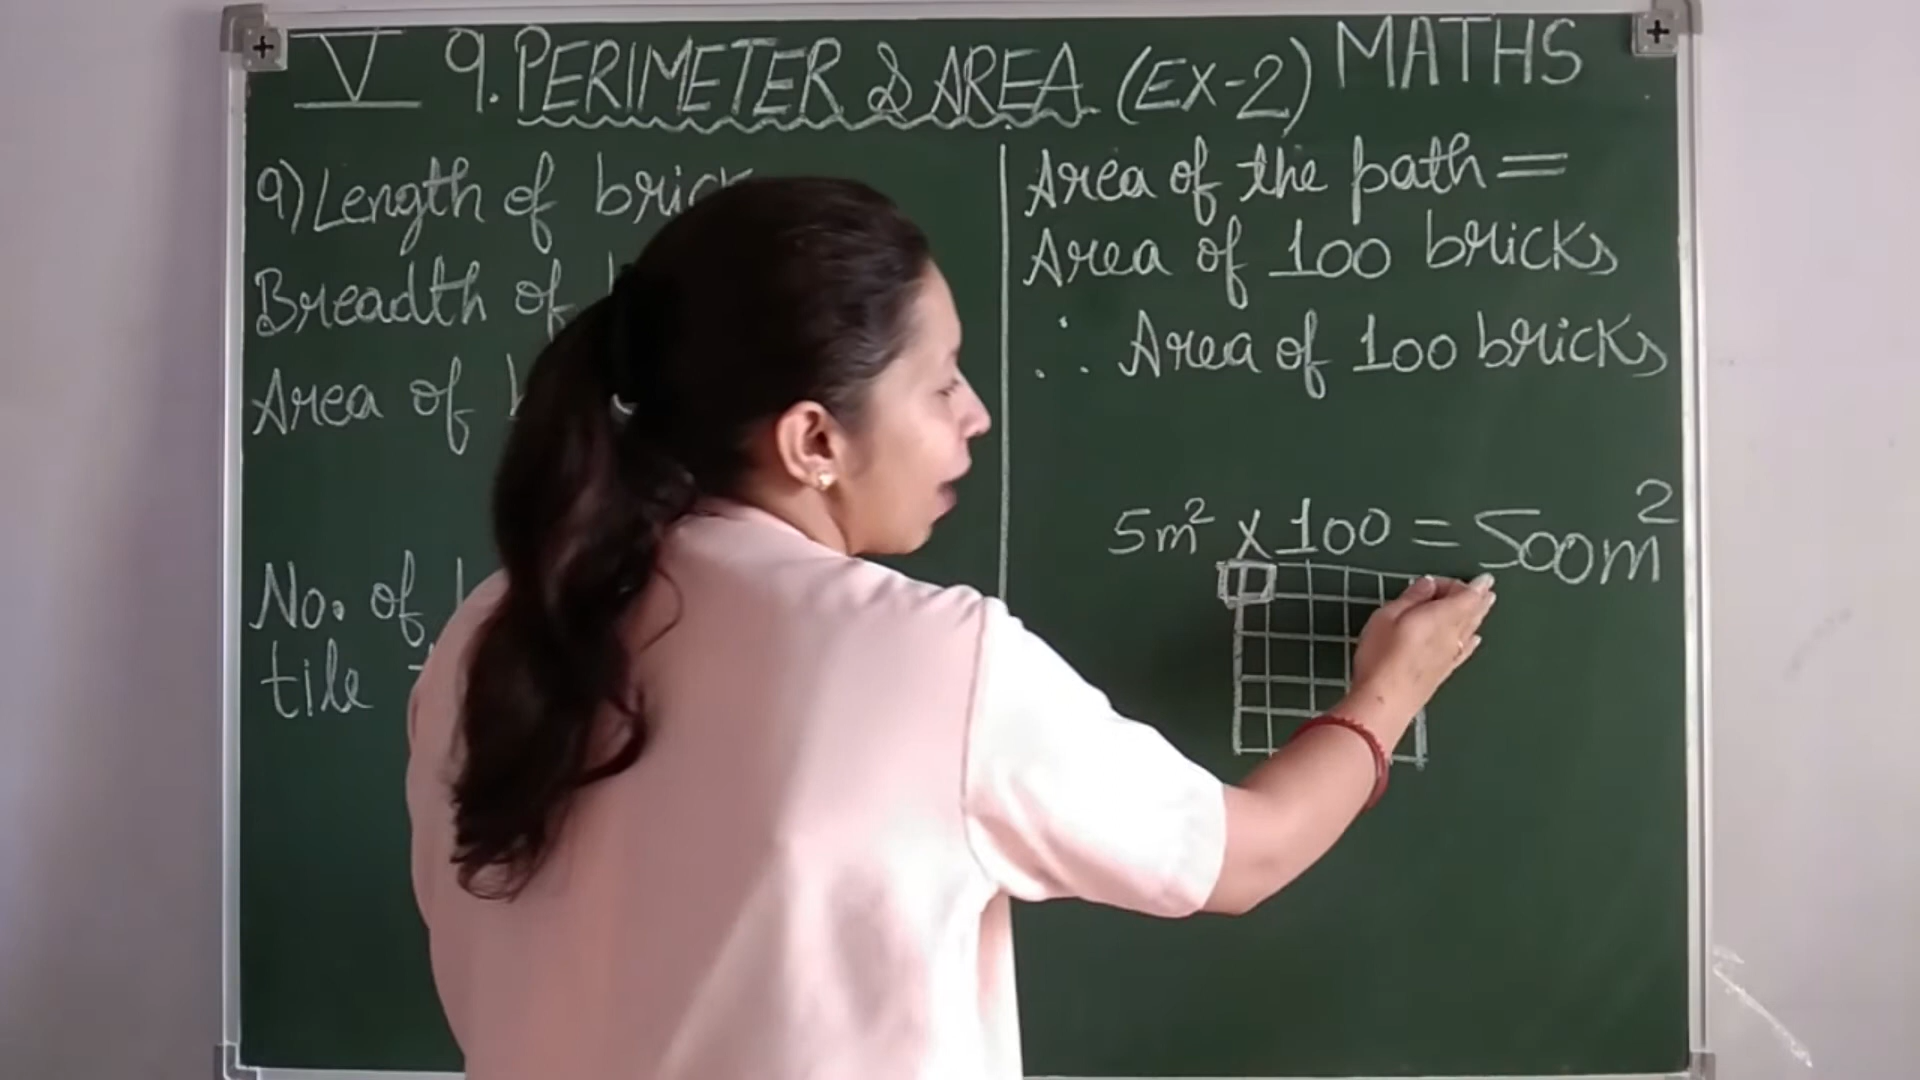 V 9. PERIMETER & AREA (EX-2) MATHS
9) Length of brick
Breadth of
Area of
No. of
tile
Area of the path =
Area of 100 bricks
∴ Area of 100 bricks
5m² x 100 = 500m²